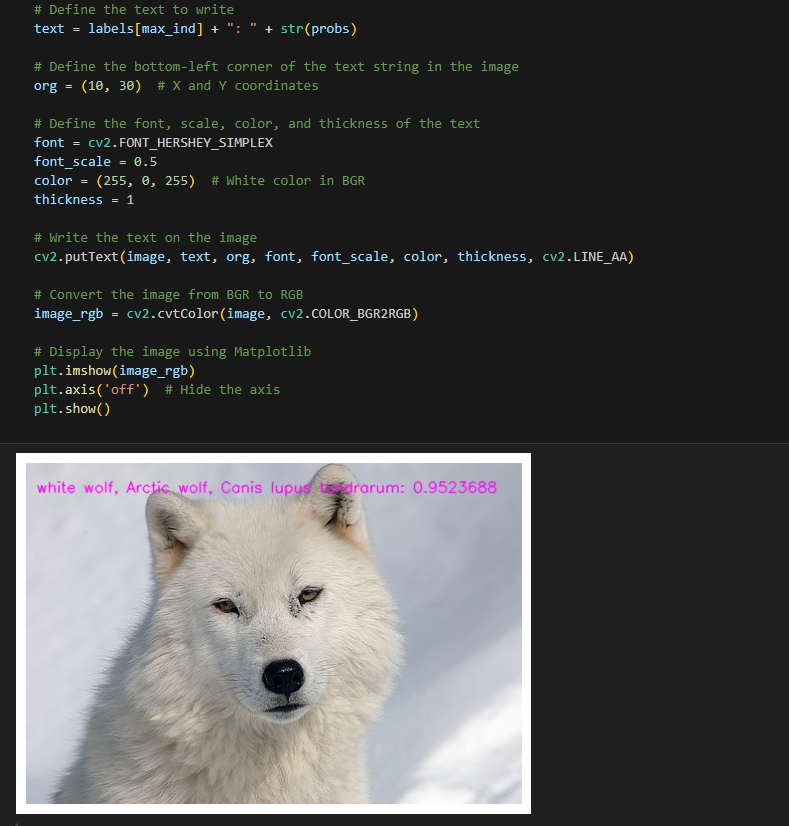 # Define the text to write
text = labels[max_ind] + ": " + str(probs)
# Define the bottom-left corner of the text string in the image
org = (10, 30)  # X and Y coordinates
# Define the font, scale, color, and thickness of the text
font = cv2.FONT_HERSHEY_SIMPLEX
font_scale = 0.5
color = (255, 0, 255)  # White color in BGR
thickness = 1
# Write the text on the image
cv2.putText(image, text, org, font, font_scale, color, thickness, cv2.LINE_AA)
# Convert the image from BGR to RGB
image_rgb = cv2.cvtColor(image, cv2.COLOR_BGR2RGB)
# Display the image using Matplotlib
plt.imshow(image_rgb)
plt.axis('off')  # Hide the axis
plt.show()
white wolf, Arctic wolf, Canis lupus tundrarum: 0.9523688